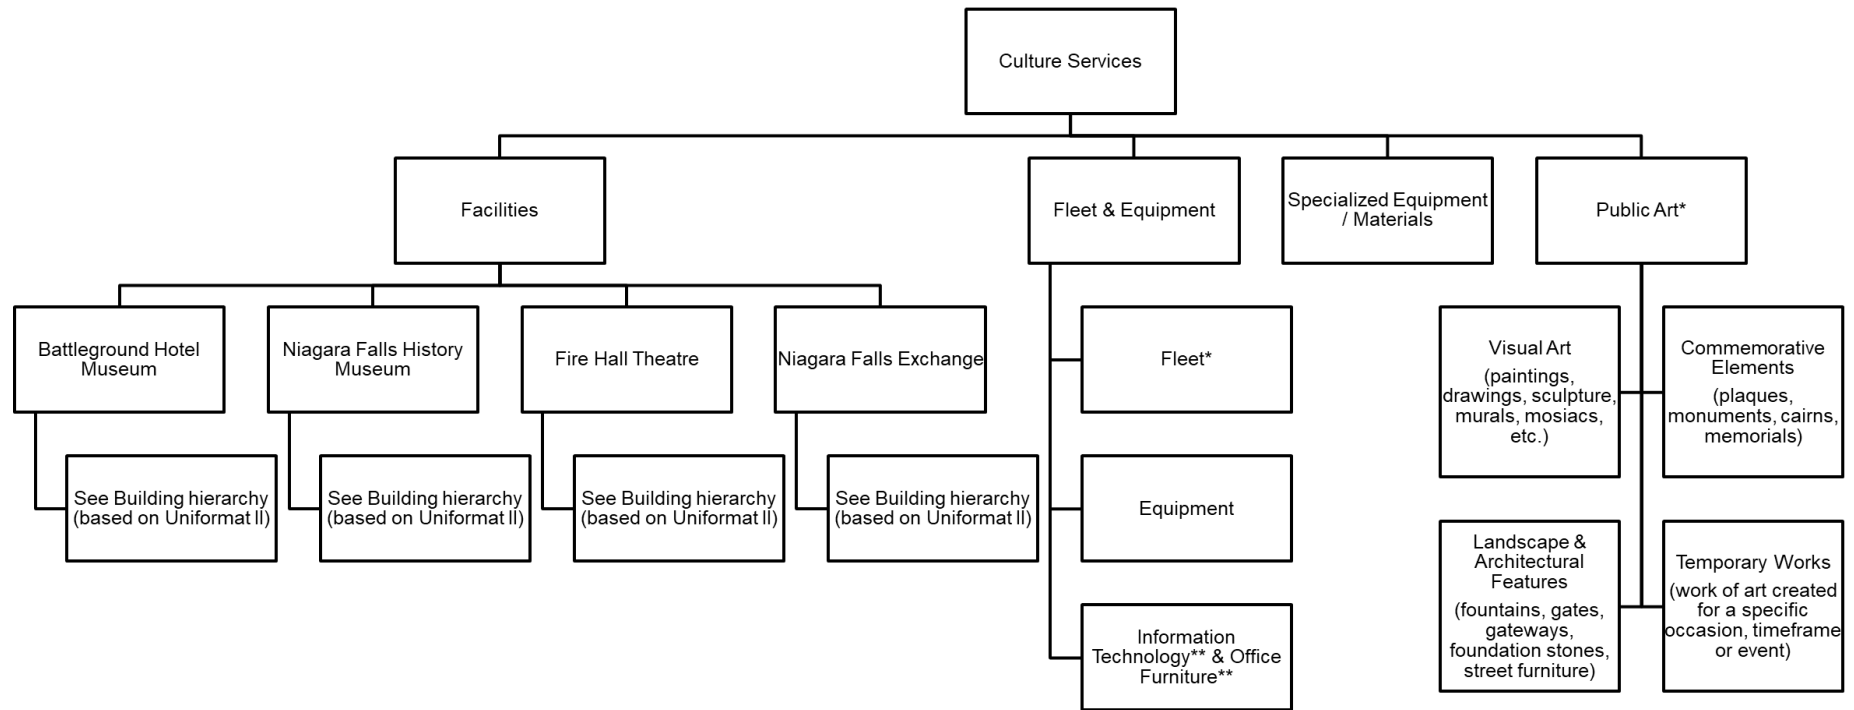 Culture Services
Facilities
Fleet & Equipment
Specialized Equipment
/ Materials
Public Art*
Battleground Hotel
Museum
Niagara Falls History
Museum
Fire Hall Theatre
Niagara Falls Exchange
See Building hierarchy
(based on Uniformat II)
See Building hierarchy
(based on Uniformat II)
See Building hierarchy
(based on Uniformat II)
See Building hierarchy
(based on Uniformat II)
Fleet*
Equipment
Information
Technology** & Office
Furniture**
Visual Art
(paintings,
drawings, sculpture,
murals, mosiacs,
etc.)
Commemorative
Elements
(plaques,
monuments, cairns,
memorials)
Landscape &
Architectural
Features
(fountains, gates,
gateways,
foundation stones,
street furniture)
Temporary Works
(work of art created
for a specific
occasion, timeframe
or event)